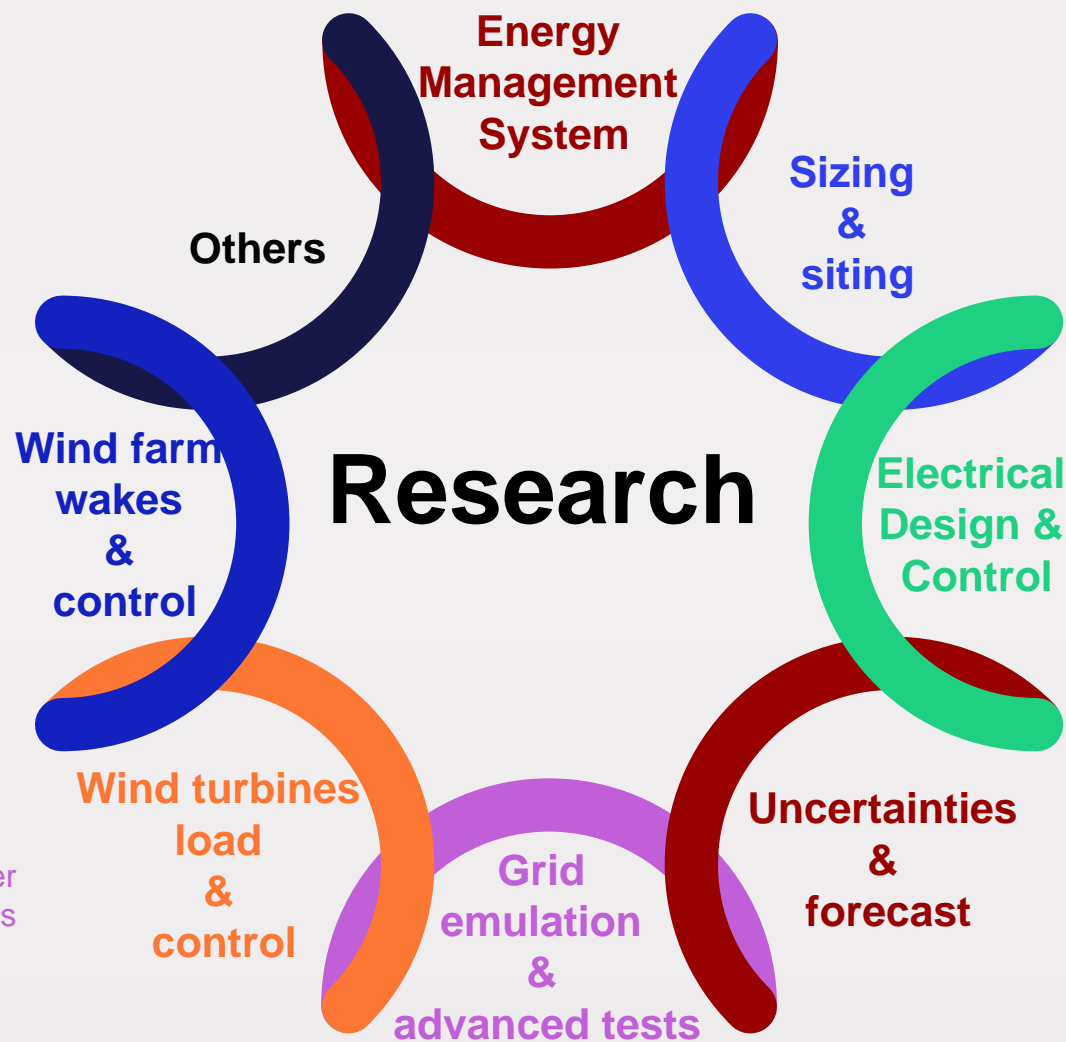 Energy
Management
System
Sizing
&
siting
Others
Wind farm
wakes
&
control
Research
Electrical
Design &
Control
Wind turbines
load
&
control
Uncertainties
&
forecast
Grid
emulation
&
advanced tests